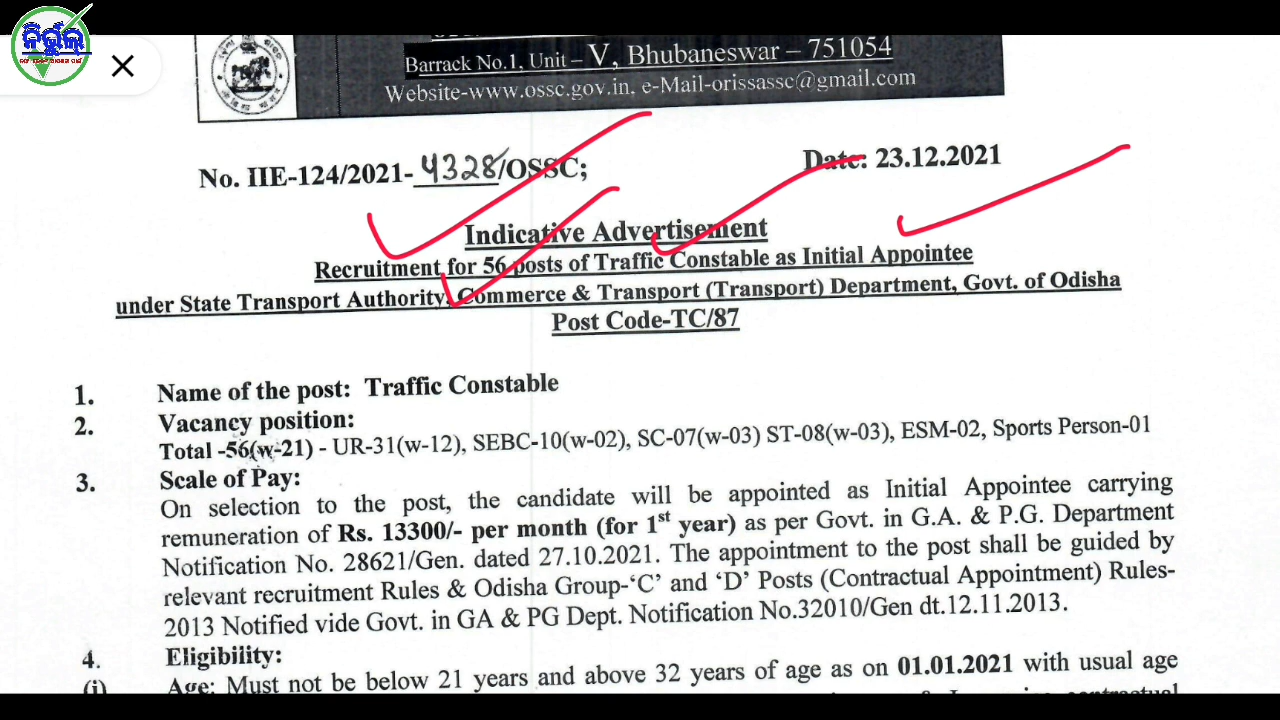 ନିର୍ଭୁଲ୍
Barrack No.1, Unit – V, Bhubaneswar – 751054
Website-www.ossc.gov.in, e-Mail-orissassc@gmail.com
No. IIE-124/2021-4328/OSSC; Date: 23.12.2021
Indicative Advertisement
Recruitment for 56 posts of Traffic Constable as Initial Appointee
under State Transport Authority, Commerce & Transport (Transport) Department, Govt. of Odisha
Post Code-TC/87
1. Name of the post: Traffic Constable
2. Vacancy position:
Total -56(w-21) - UR-31(w-12), SEBC-10(w-02), SC-07(w-03) ST-08(w-03), ESM-02, Sports Person-01
3. Scale of Pay:
On selection to the post, the candidate will be appointed as Initial Appointee carrying
remuneration of Rs. 13300/- per month (for 1st year) as per Govt. in G.A. & P.G. Department
Notification No. 28621/Gen. dated 27.10.2021. The appointment to the post shall be guided by
relevant recruitment Rules & Odisha Group-‘C’ and ‘D’ Posts (Contractual Appointment) Rules-
2013 Notified vide Govt. in GA & PG Dept. Notification No.32010/Gen dt.12.11.2013.
4. Eligibility:
(i) Age: Must not be below 21 years and above 32 years of age as on 01.01.2021 with usual age